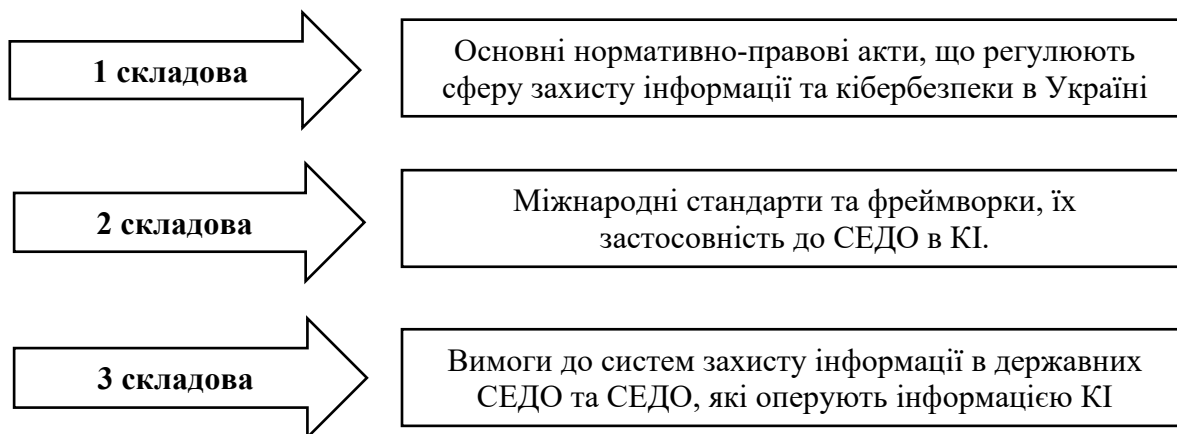 1 складова
Основні нормативно-правові акти, що регулюють
сферу захисту інформації та кібербезпеки в Україні
2 складова
Міжнародні стандарти та фреймворки, їх
застосовність до СЕДО в КІ.
3 складова
Вимоги до систем захисту інформації в державних
СЕДО та СЕДО, які оперують інформацією КІ